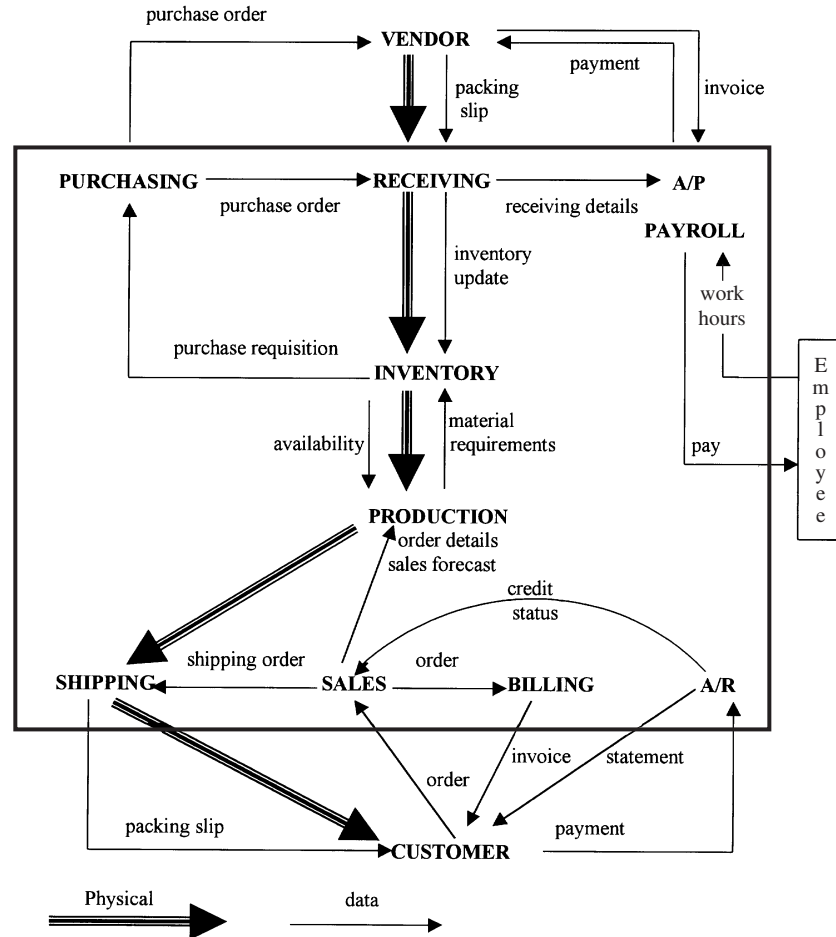 purchase order
VENDOR
payment
packing
slip
invoice
PURCHASING
RECEIVING
A/P
purchase order
receiving details
PAYROLL
inventory
update
work
hours
purchase requisition
INVENTORY
Employee
availability
material
requirements
pay
PRODUCTION
order details
sales forecast
credit
status
shipping order
order
SHIPPING
SALES
BILLING
A/R
order
invoice
statement
packing slip
payment
CUSTOMER
Physical
data